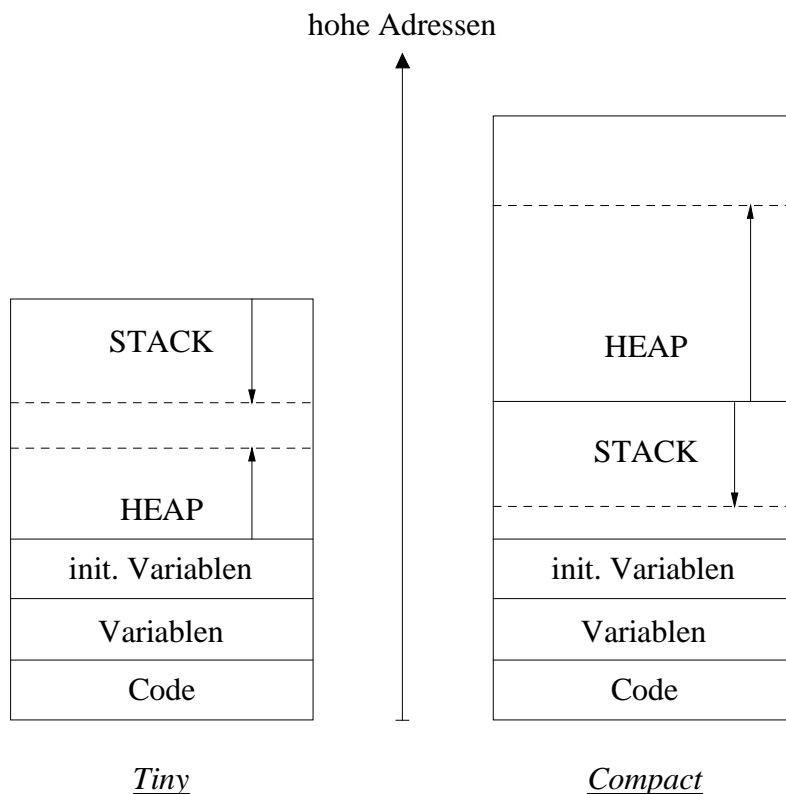 hohe Adressen
STACK
HEAP
init. Variablen
Variablen
Code
Tiny
HEAP
STACK
init. Variablen
Variablen
Code
Compact